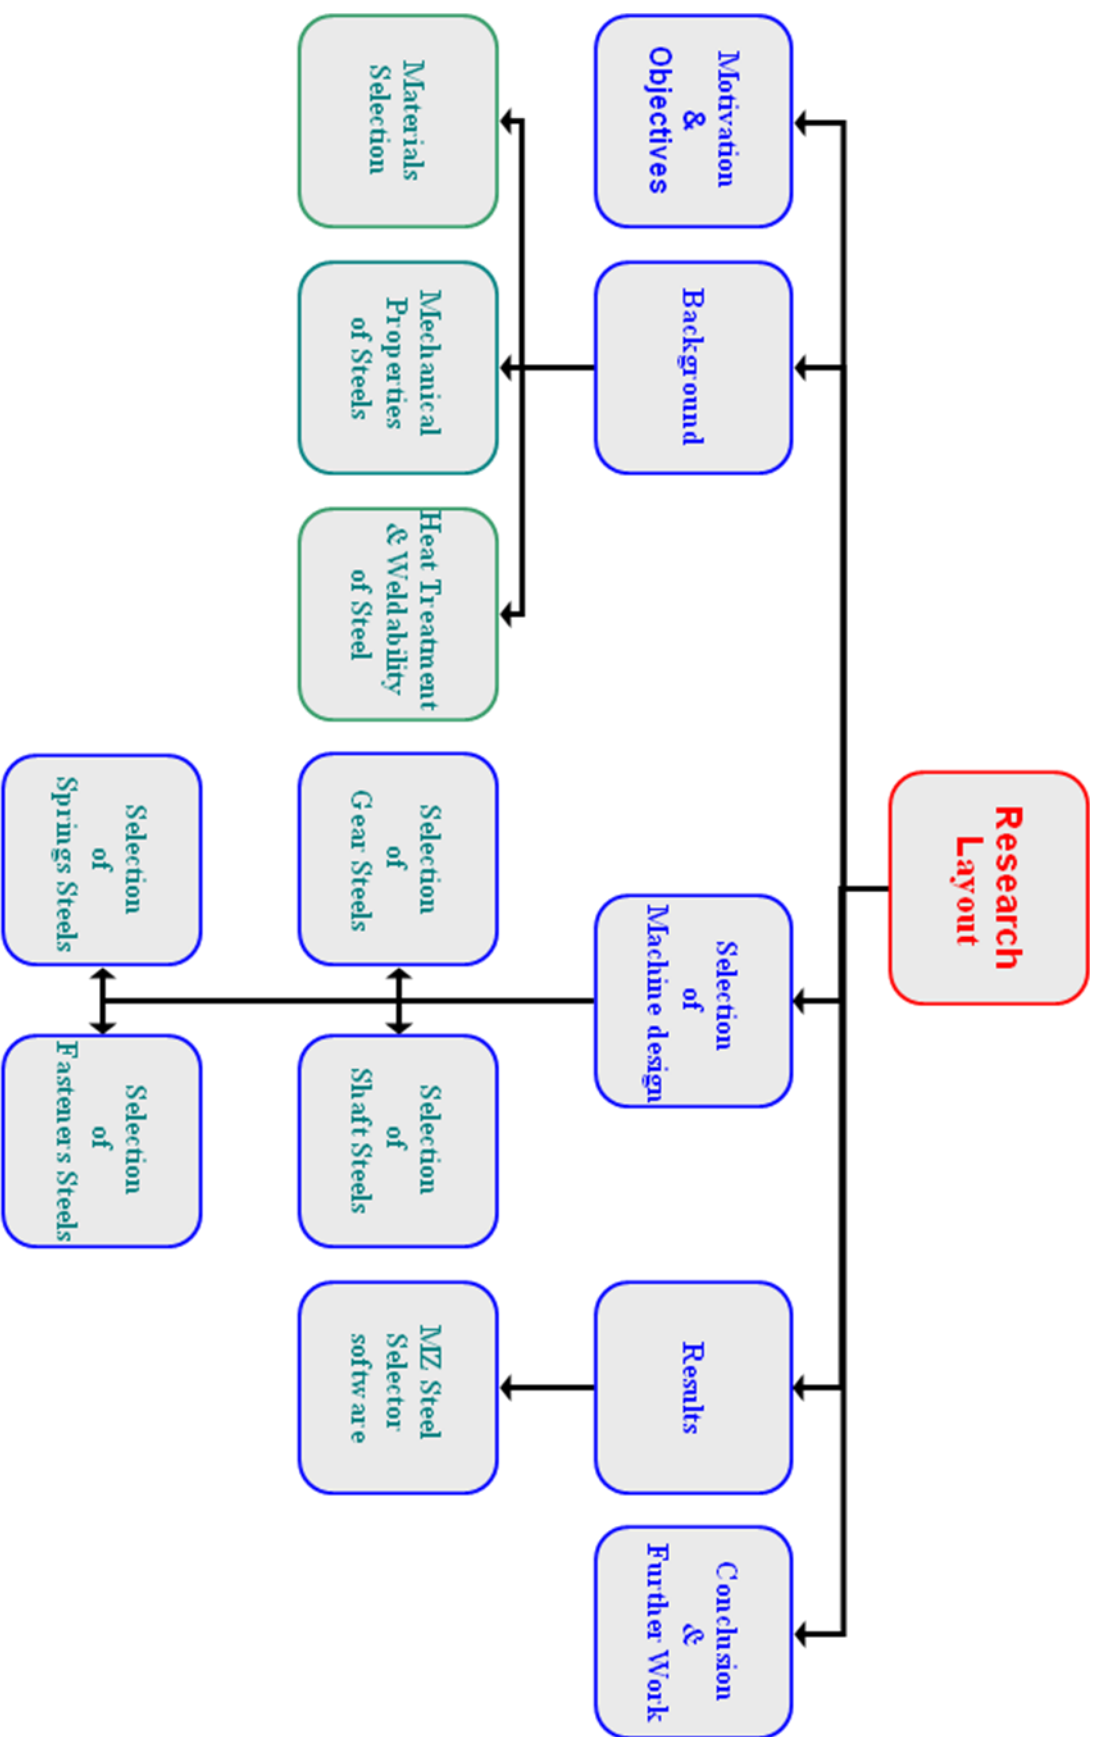 Research
Layout
Motivation
&
Objectives
Background
Selection
of
Machine design
Results
Conclusion
&
Further Work
Materials
Selection
Mechanical
Properties
of Steels
Heat Treatment
& Weldability
of Steel
Selection
of
Gear Steels
Selection
of
Shaft Steels
MZ Steel
Selector
software
Selection
of
Springs Steels
Selection
of
Fasteners Steels